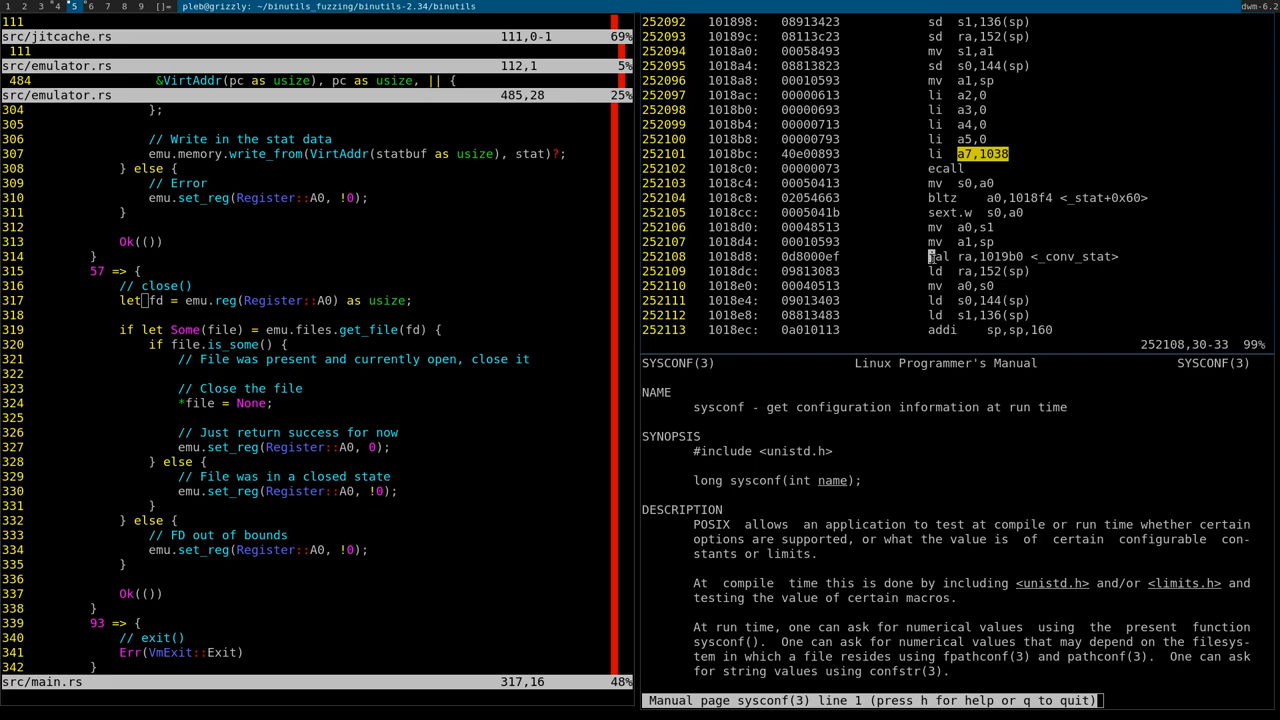 1 2 3 4 5 6 7 8 9 []= pleb@grizzly: ~/binutils_fuzzing/binutils-2.34/binutils dwm-6.2
111
src/jitcache.rs 111,0-1 69%
111
src/emulator.rs 112,1 5%
484 &VirtAddr(pc as usize), pc as usize, || {
src/emulator.rs 485,28 25%
304 };
305
306 // Write in the stat data
307 emu.memory.write_from(VirtAddr(statbuf as usize), stat)?;
308 } else {
309 // Error
310 emu.set_reg(Register::A0, !0);
311 }
312
313 Ok(())
314 }
315 57 => {
316 // close()
317 let fd = emu.reg(Register::A0) as usize;
318
319 if let Some(file) = emu.files.get_file(fd) {
320 if file.is_some() {
321 // File was present and currently open, close it
322
323 // Close the file
324 *file = None;
325
326 // Just return success for now
327 emu.set_reg(Register::A0, 0);
328 } else {
329 // File was in a closed state
330 emu.set_reg(Register::A0, !0);
331 }
332 } else {
333 // FD out of bounds
334 emu.set_reg(Register::A0, !0);
335 }
336
337 Ok(())
338 }
339 93 => {
340 // exit()
341 Err(VmExit::Exit)
342 }
src/main.rs 317,16 48%
252092 101898: 08913423 sd s1,136(sp)
252093 10189c: 08113c23 sd ra,152(sp)
252094 1018a0: 00058493 mv s1,a1
252095 1018a4: 08813823 sd s0,144(sp)
252096 1018a8: 00010593 mv a1,sp
252097 1018ac: 00000613 li a2,0
252098 1018b0: 00000693 li a3,0
252099 1018b4: 00000713 li a4,0
252100 1018b8: 00000793 li a5,0
252101 1018bc: 40e00893 li a7,1038
252102 1018c0: 00000073 ecall
252103 1018c4: 00050413 mv s0,a0
252104 1018c8: 02054663 bltz a0,1018f4 <_stat+0x60>
252105 1018cc: 0005041b sext.w s0,a0
252106 1018d0: 00048513 mv a0,s1
252107 1018d4: 00010593 mv a1,sp
252108 1018d8: 0d8000ef jal ra,1019b0 <_conv_stat>
252109 1018dc: 09813083 ld ra,152(sp)
252110 1018e0: 00040513 mv a0,s0
252111 1018e4: 09013403 ld s0,144(sp)
252112 1018e8: 08813483 ld s1,136(sp)
252113 1018ec: 0a010113 addi sp,sp,160
252108,30-33 99%
SYSCONF(3) Linux Programmer's Manual SYSCONF(3)
NAME
sysconf - get configuration information at run time
SYNOPSIS
#include <unistd.h>
long sysconf(int name);
DESCRIPTION
POSIX allows an application to test at compile or run time whether certain
options are supported, or what the value is of certain configurable con-
stants or limits.
At compile time this is done by including <unistd.h> and/or <limits.h> and
testing the value of certain macros.
At run time, one can ask for numerical values using the present function
sysconf(). One can ask for numerical values that may depend on the filesys-
tem in which a file resides using fpathconf(3) and pathconf(3). One can ask
for string values using confstr(3).
Manual page sysconf(3) line 1 (press h for help or q to quit)